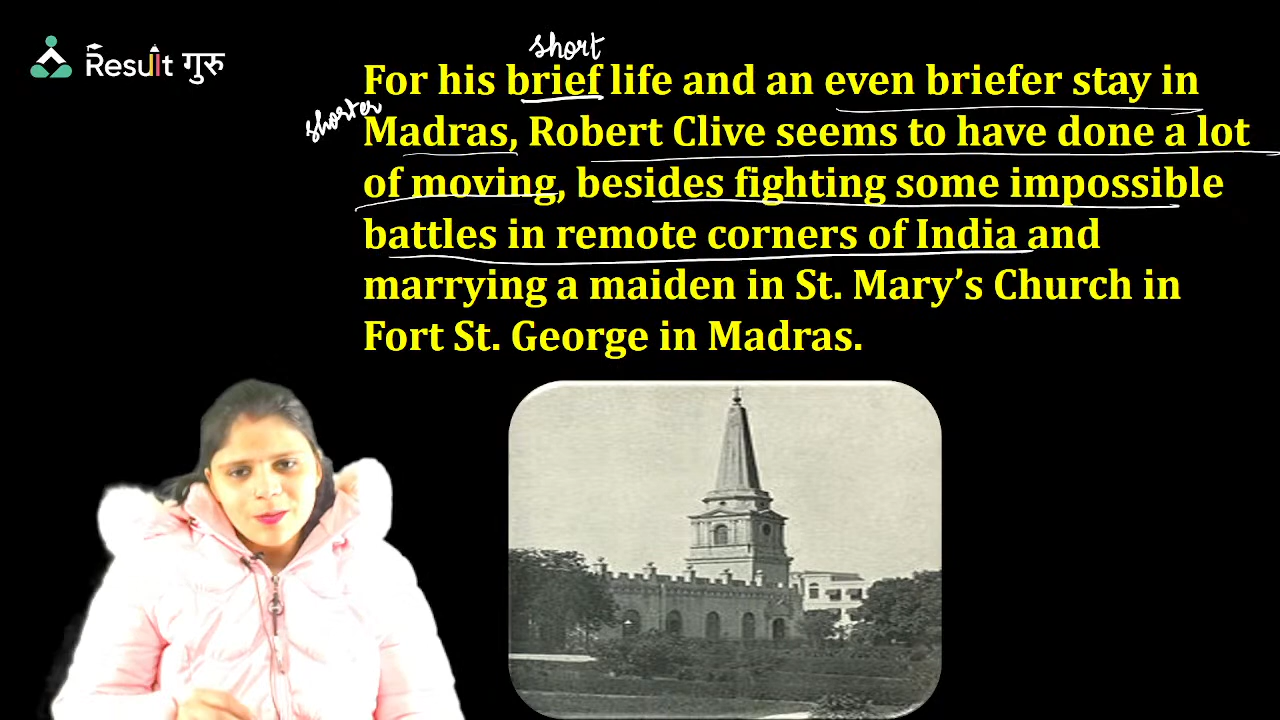 Result गुरु
short
For his brief life and an even briefer stay in
shorter
Madras, Robert Clive seems to have done a lot
of moving, besides fighting some impossible
battles in remote corners of India and
marrying a maiden in St. Mary’s Church in
Fort St. George in Madras.